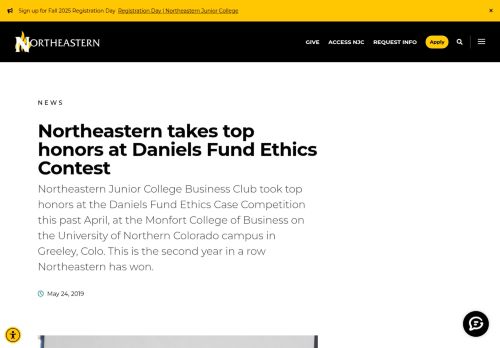 Sign up for Fall 2025 Registration Day Registration Day | Northeastern Junior College ×
NORTHEASTERN GIVE ACCESS NJC REQUEST INFO Apply
NEWS
Northeastern takes top
honors at Daniels Fund Ethics
Contest
Northeastern Junior College Business Club took top
honors at the Daniels Fund Ethics Case Competition
this past April, at the Monfort College of Business on
the University of Northern Colorado campus in
Greeley, Colo. This is the second year in a row
Northeastern has won.
May 24, 2019